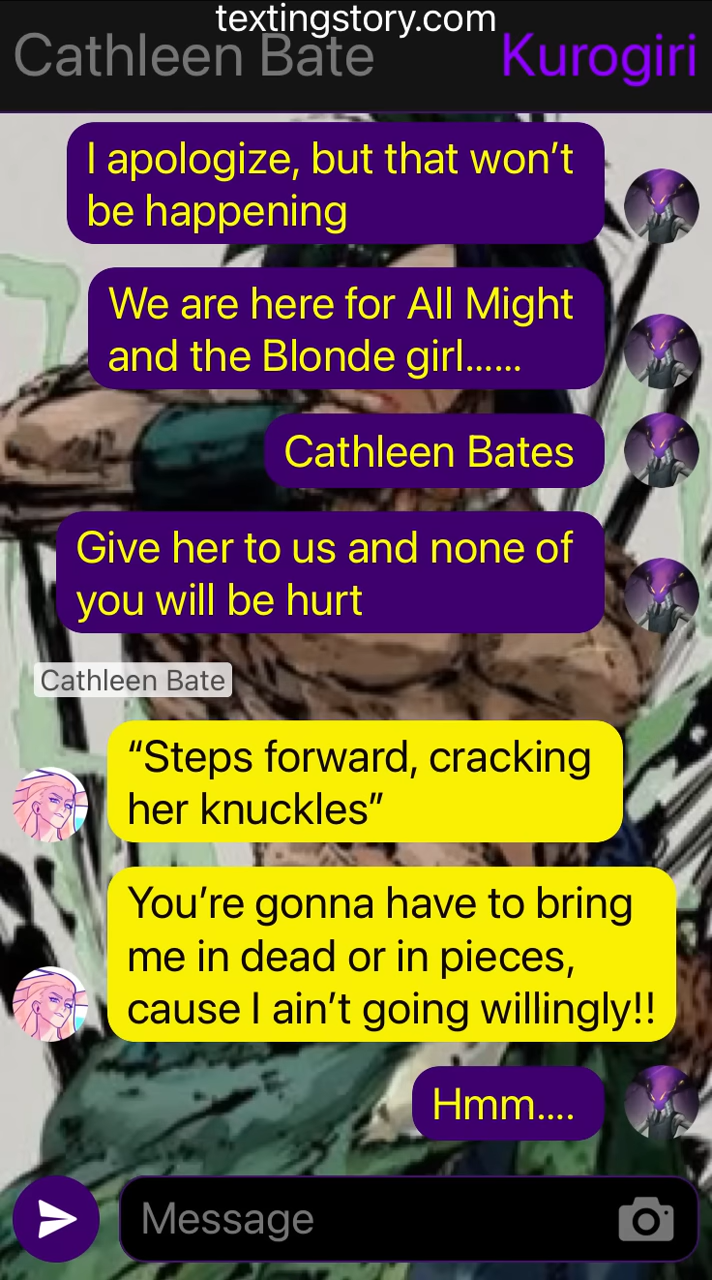 textingstory.com
Cathleen Bate
Kurogiri
I apologize, but that won’t
be happening
We are here for All Might
and the Blonde girl......
Cathleen Bates
Give her to us and none of
you will be hurt
Cathleen Bate
“Steps forward, cracking
her knuckles”
You’re gonna have to bring
me in dead or in pieces,
cause I ain’t going willingly!!
Hmm....
Message